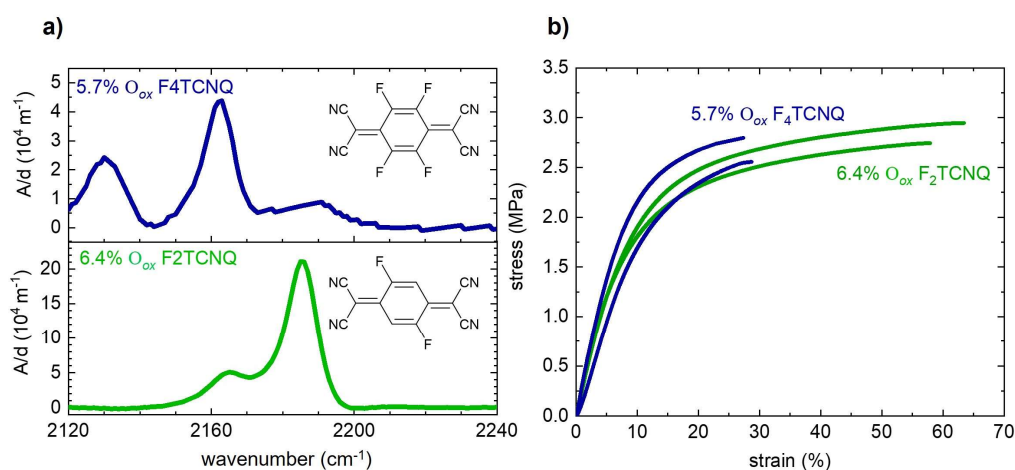 a)
5.7% Oox F4TCNQ
A/d (10⁴ m⁻¹)
5
4
3
2
1
0
F F
NC CN
NC CN
F F
6.4% Oox F2TCNQ
A/d (10⁴ m⁻¹)
20
15
10
5
0
F
NC CN
NC CN
F
2120 2160 2200 2240
wavenumber (cm⁻¹)
b)
stress (MPa)
3.5
3.0
2.5
2.0
1.5
1.0
0.5
0.0
5.7% Oox F₄TCNQ
6.4% Oox F₂TCNQ
0 10 20 30 40 50 60 70
strain (%)